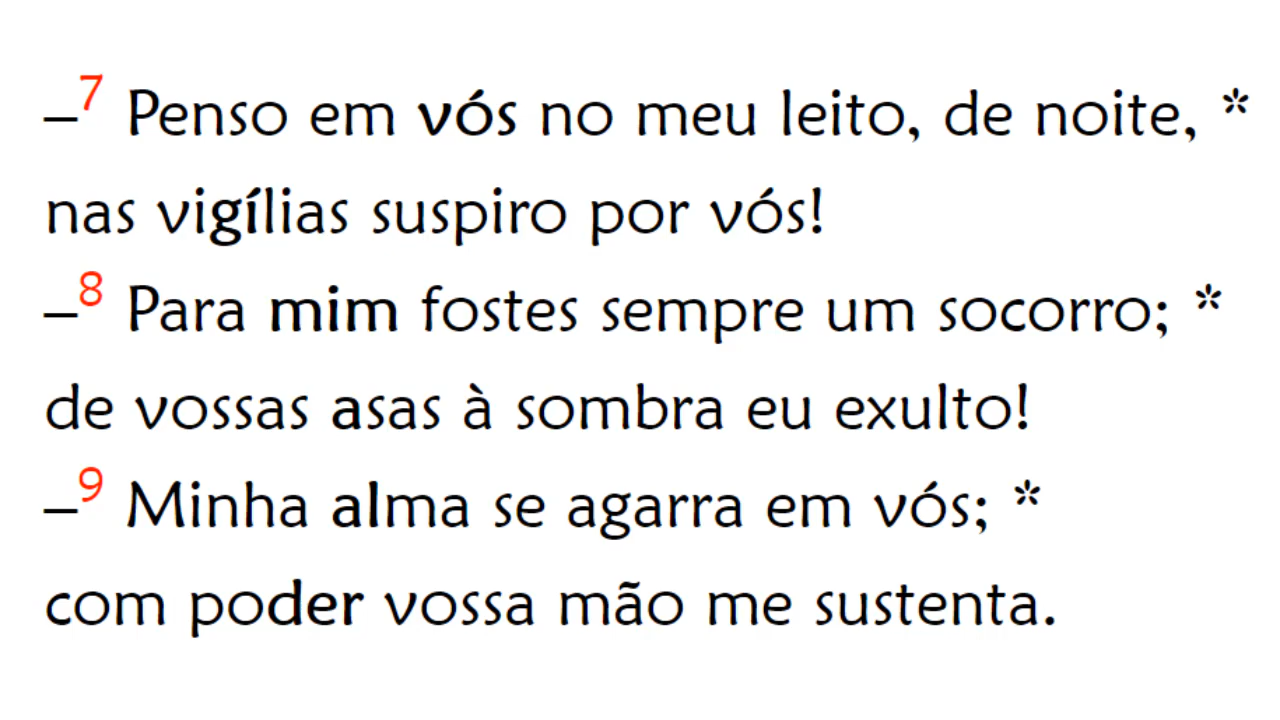 –7 Penso em vós no meu leito, de noite, *
nas vigílias suspiro por vós!
–8 Para mim fostes sempre um socorro; *
de vossas asas à sombra eu exulto!
–9 Minha alma se agarra em vós; *
com poder vossa mão me sustenta.